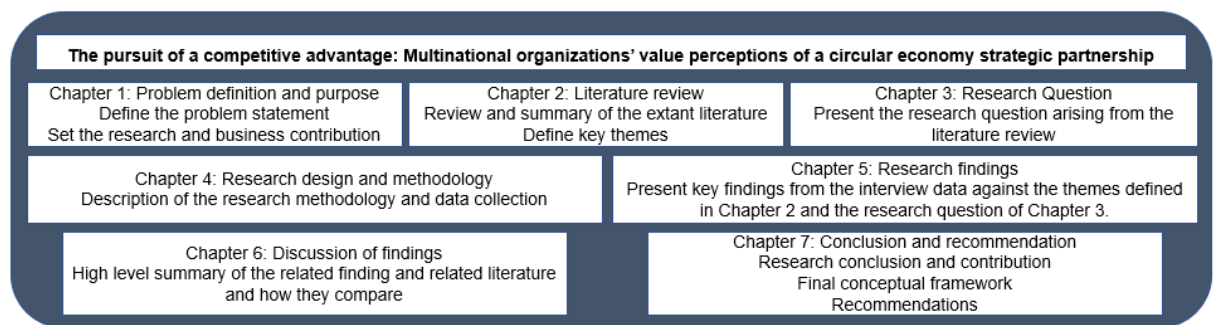 The pursuit of a competitive advantage: Multinational organizations’ value perceptions of a circular economy strategic partnership
Chapter 1: Problem definition and purpose
Define the problem statement
Set the research and business contribution
Chapter 2: Literature review
Review and summary of the extant literature
Define key themes
Chapter 3: Research Question
Present the research question arising from the
literature review
Chapter 4: Research design and methodology
Description of the research methodology and data collection
Chapter 5: Research findings
Present key findings from the interview data against the themes defined
in Chapter 2 and the research question of Chapter 3.
Chapter 6: Discussion of findings
High level summary of the related finding and related literature
and how they compare
Chapter 7: Conclusion and recommendation
Research conclusion and contribution
Final conceptual framework
Recommendations